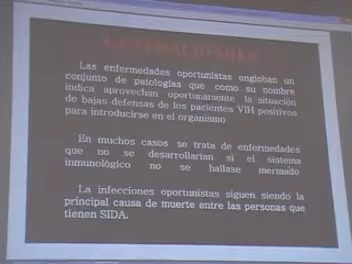 GENERALIDADES
Las enfermedades oportunistas engloban un
conjunto de patologías que como su nombre
indica aprovechan oportunamente la situación
de bajas defensas de los pacientes VIH positivos
para introducirse en el organismo
En muchos casos se trata de enfermedades
que no se desarrollarían si el sistema
inmunológico no se hallase mermado
La infecciones oportunistas siguen siendo la
principal causa de muerte entre las personas que
tienen SIDA.